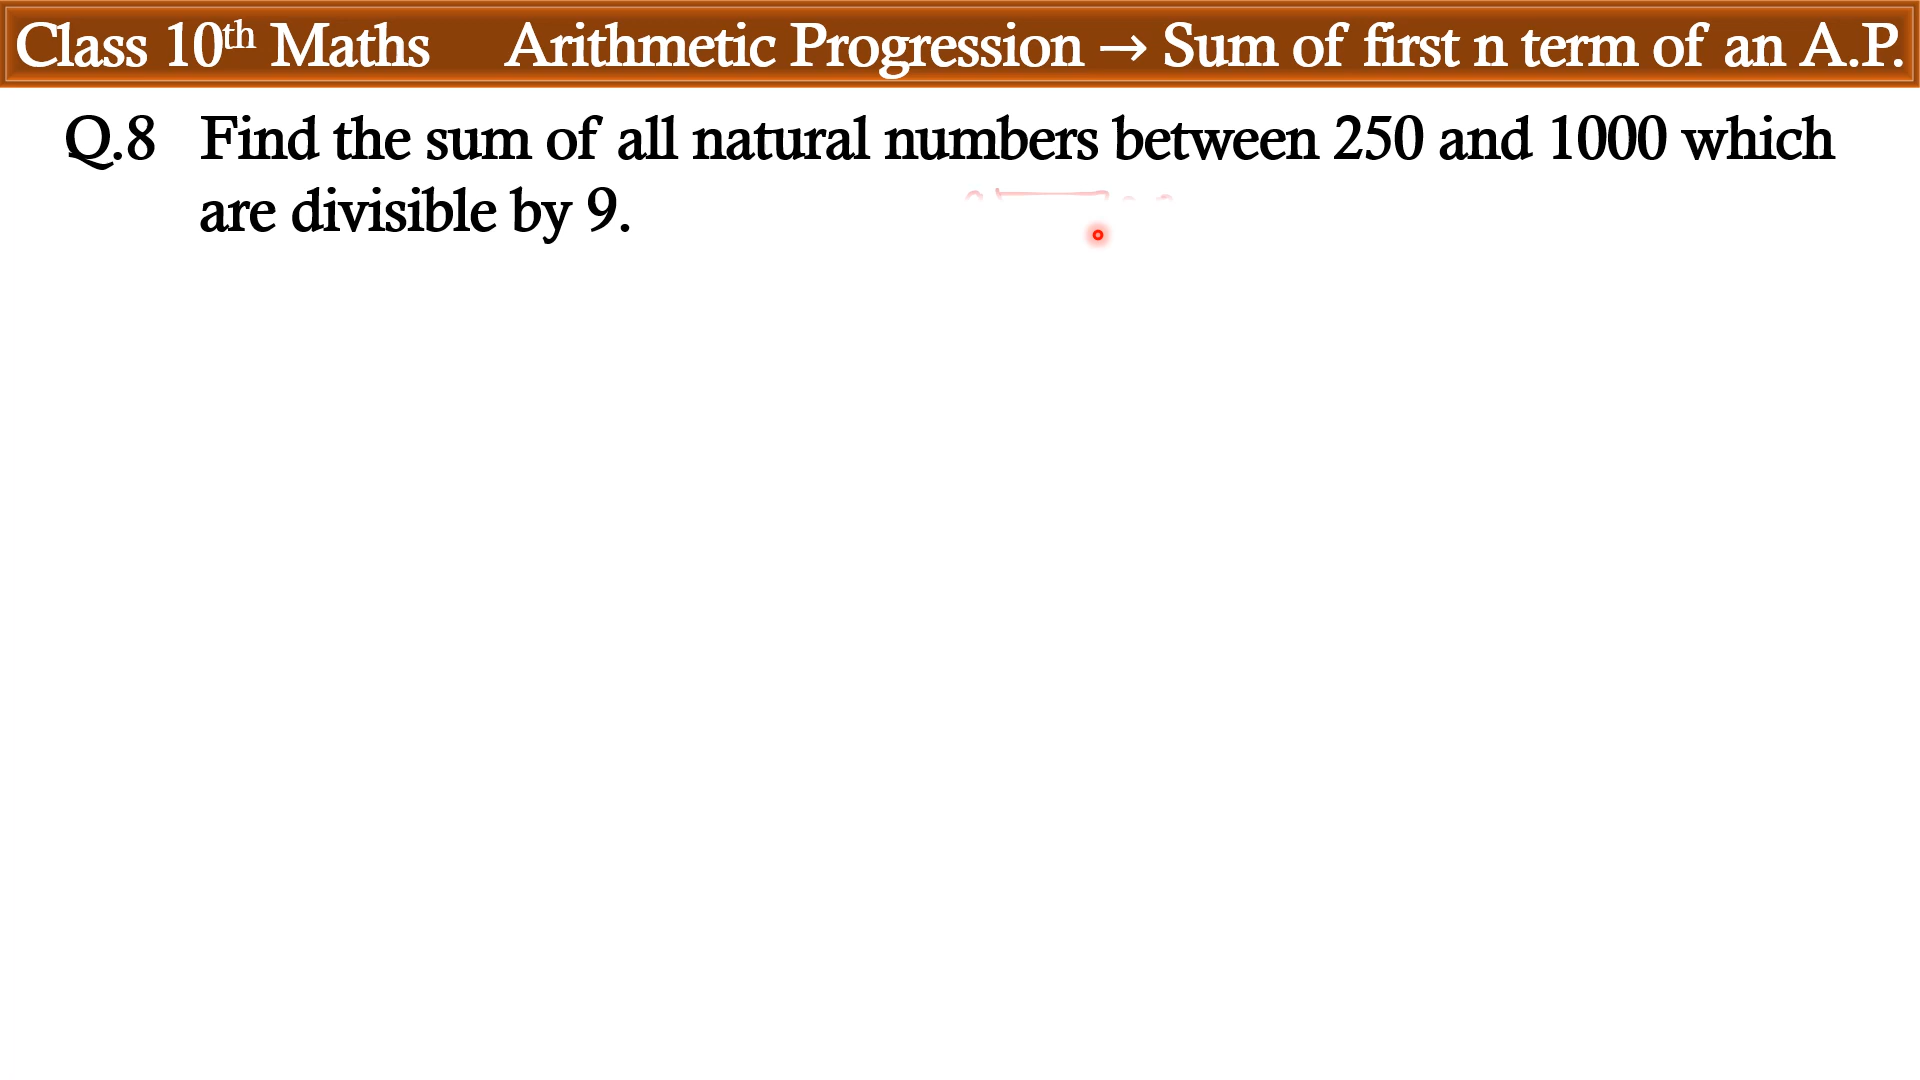 Class 10th Maths Arithmetic Progression → Sum of first n term of an A.P.
Q.8 Find the sum of all natural numbers between 250 and 1000 which
are divisible by 9.